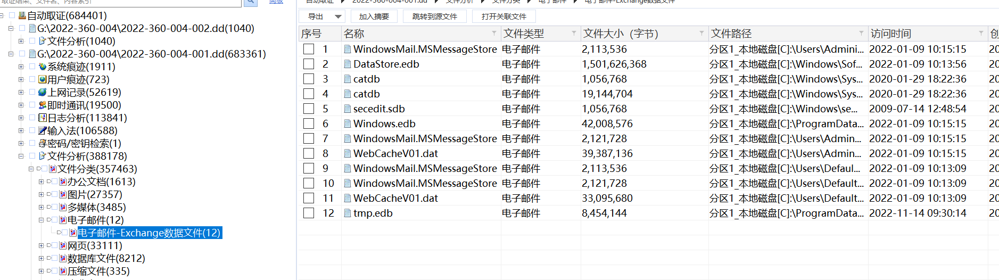 取证结果、文件名、内容索引
高级
自动取证(684401)
G:\2022-360-004\2022-360-004-002.dd(1040)
文件分析(1040)
G:\2022-360-004\2022-360-004-001.dd(683361)
系统痕迹(1911)
用户痕迹(723)
上网记录(52619)
即时通讯(19500)
日志分析(113841)
输入法(106588)
密码/密钥检索(1)
文件分析(388178)
文件分类(357463)
办公文档(1613)
图片(27357)
多媒体(3485)
电子邮件(12)
电子邮件-Exchange数据文件(12)
网页(33111)
数据库文件(8212)
压缩文件(335)
自动取证 2022-360-004-001.dd 文件分析 文件分类 电子邮件 电子邮件-Exchange数据文件
导出 加入摘要 跳转到源文件 打开关联文件
序号 名称 文件类型 文件大小（字节） 文件路径 访问时间 创
1 WindowsMail.MSMessageStore 电子邮件 2,113,536 分区1_本地磁盘[C]:\Users\Admini... 2022-01-09 10:15:15 20
2 DataStore.edb 电子邮件 1,501,626,368 分区1_本地磁盘[C]:\Windows\Sof... 2022-01-09 10:13:56 20
3 catdb 电子邮件 1,056,768 分区1_本地磁盘[C]:\Windows\Sys... 2020-01-29 18:22:36 20
4 catdb 电子邮件 19,144,704 分区1_本地磁盘[C]:\Windows\Sys... 2020-01-29 18:22:36 20
5 secedit.sdb 电子邮件 1,056,768 分区1_本地磁盘[C]:\Windows\se... 2009-07-14 12:48:54 20
6 Windows.edb 电子邮件 42,008,576 分区1_本地磁盘[C]:\ProgramData... 2022-01-09 10:15:15 20
7 WindowsMail.MSMessageStore 电子邮件 2,121,728 分区1_本地磁盘[C]:\Users\Admin... 2022-01-09 10:15:15 20
8 WebCacheV01.dat 电子邮件 39,387,136 分区1_本地磁盘[C]:\Users\Admin... 2022-01-09 10:15:15 20
9 WindowsMail.MSMessageStore 电子邮件 2,113,536 分区1_本地磁盘[C]:\Users\Defaul... 2022-01-09 10:13:09 20
10 WindowsMail.MSMessageStore 电子邮件 2,121,728 分区1_本地磁盘[C]:\Users\Default... 2022-01-09 10:13:09 20
11 WebCacheV01.dat 电子邮件 33,095,680 分区1_本地磁盘[C]:\Users\Default... 2022-01-09 10:13:09 20
12 tmp.edb 电子邮件 8,454,144 分区1_本地磁盘[C]:\ProgramData... 2022-11-14 09:30:14 20